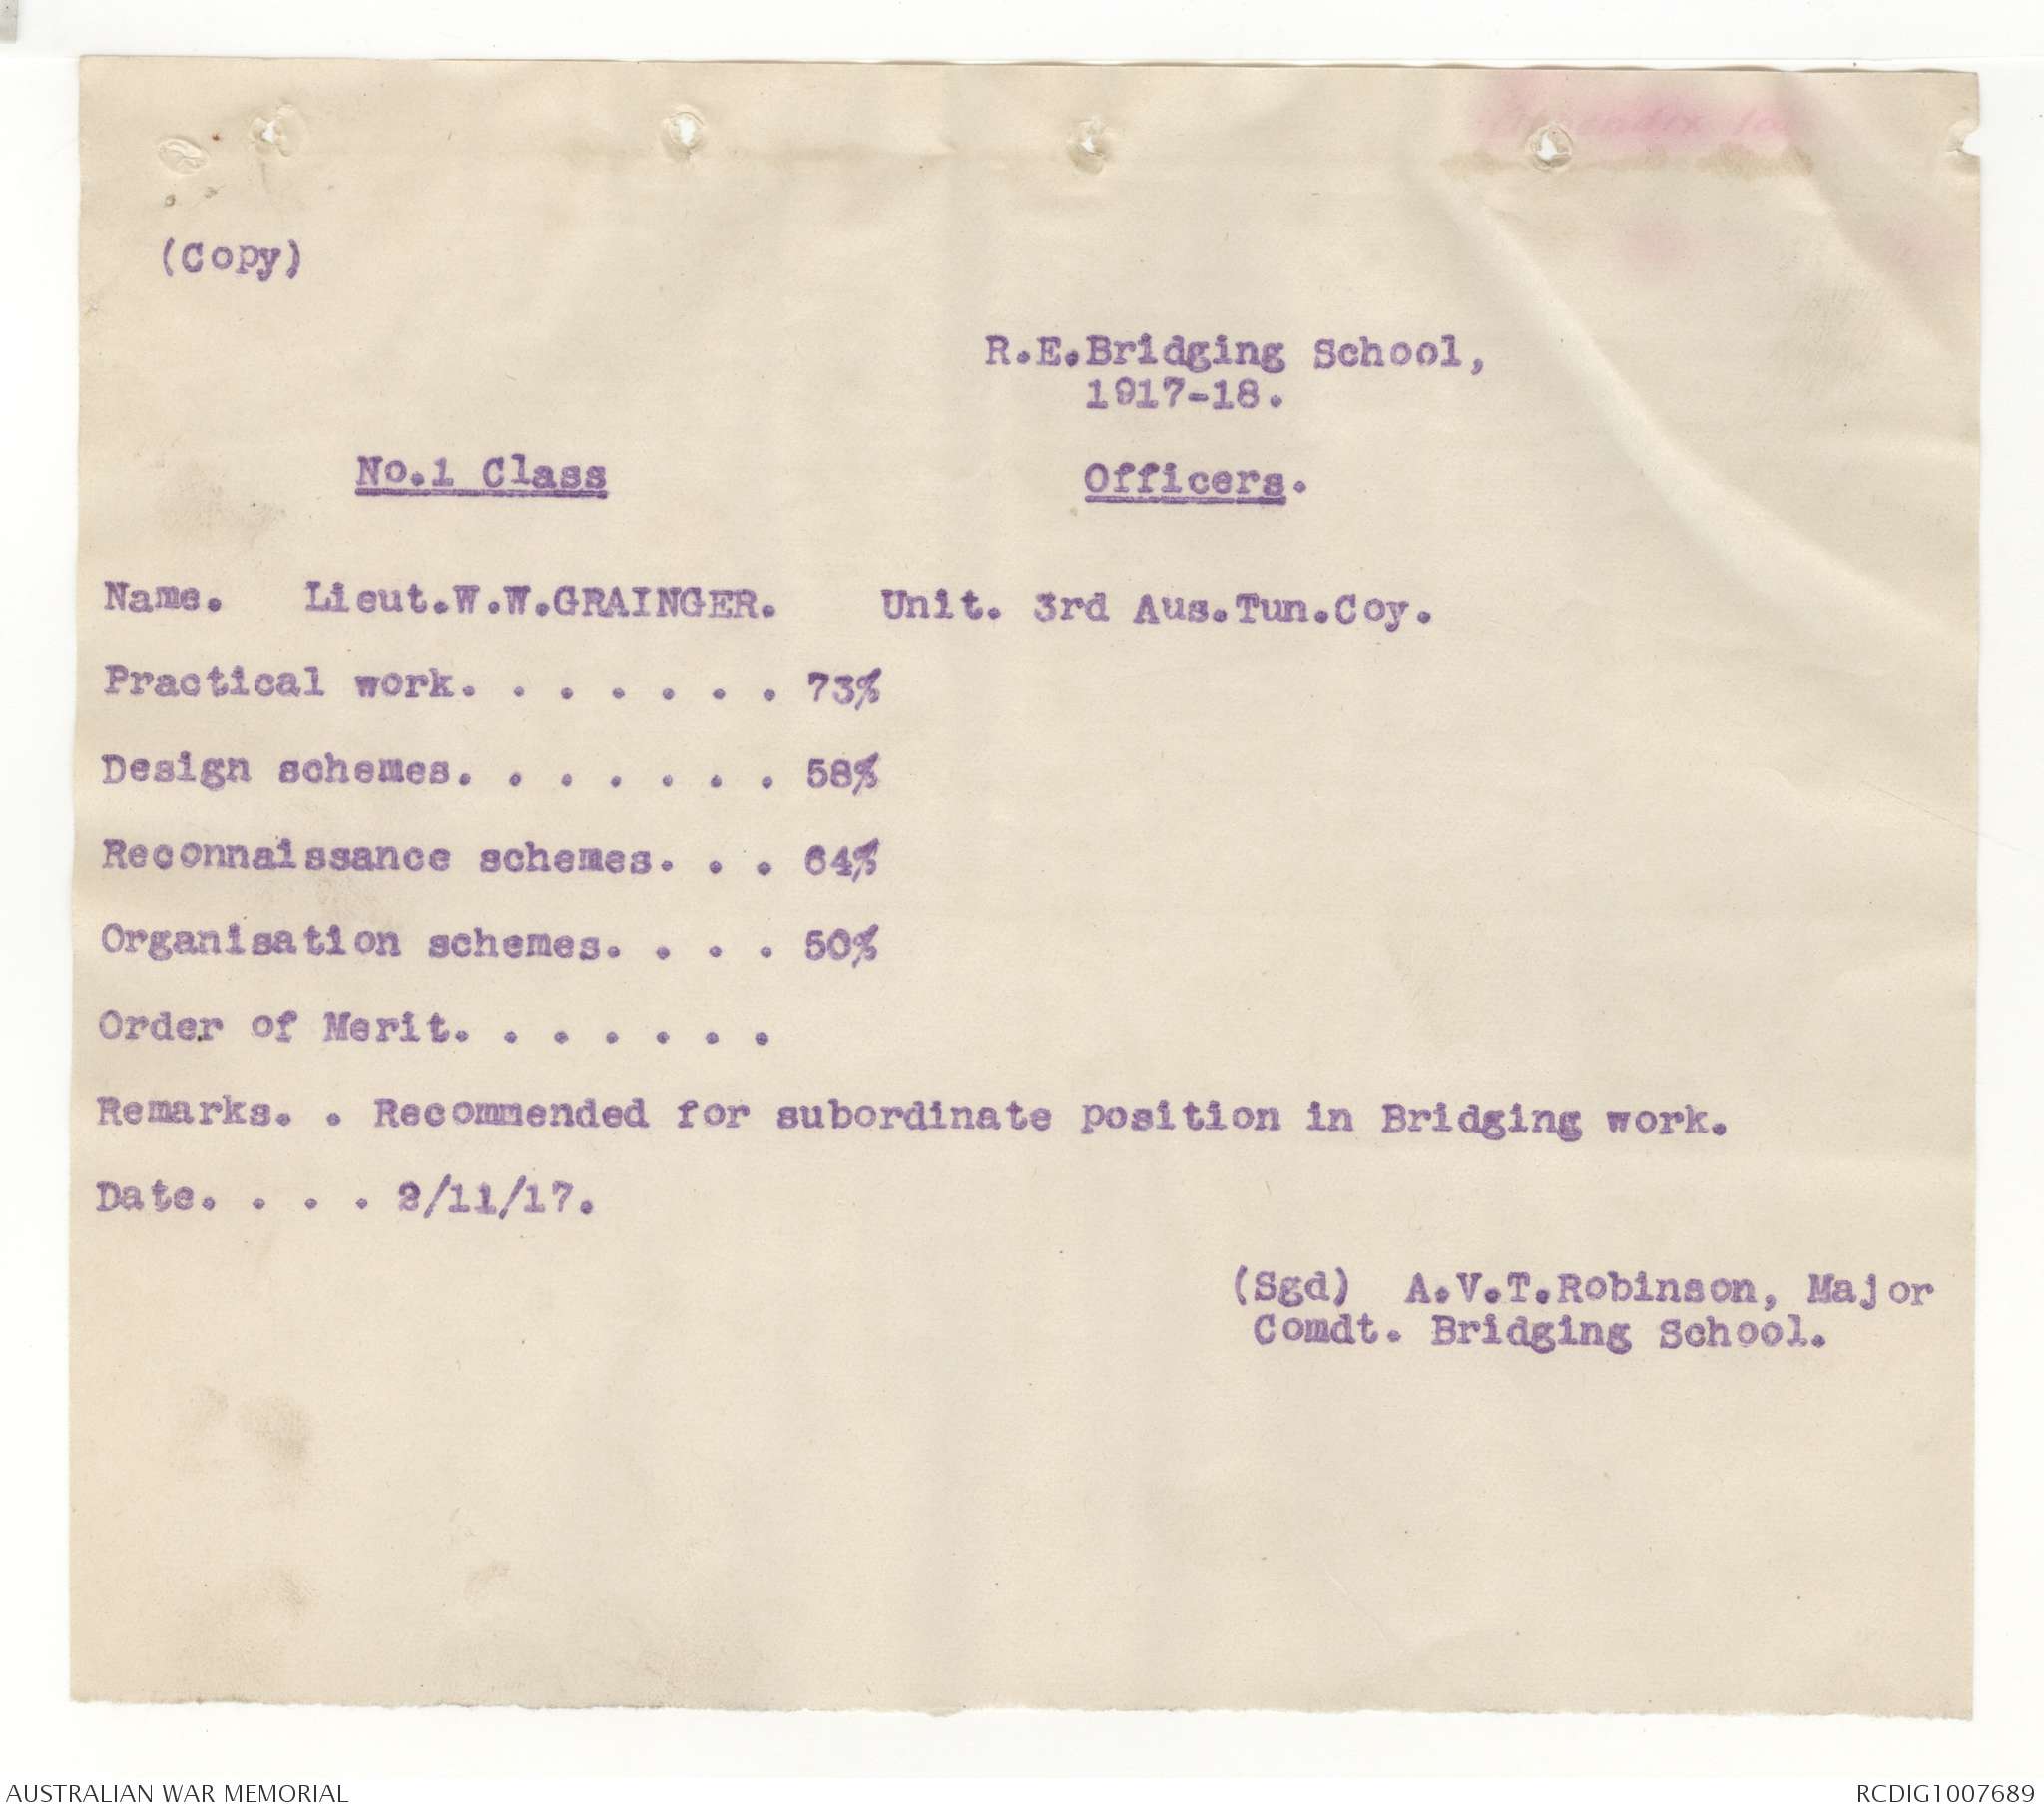 Appendix
(Copy)
R.E.Bridging School,
1917-18.
No.1 Class Officers.
Name. Lieut.W.W.GRAINGER. Unit. 3rd Aus.Tun.Coy.
Practical work. . . . . . . 73%
Design schemes. . . . . . . 58%
Reconnaissance schemes. . . 64%
Organisation schemes. . . . 50%
Order of Merit. . . . . . .
Remarks. . Recommended for subordinate position in Bridging work.
Date. . . . 2/11/17.
(Sgd) A.V.T.Robinson, Major
Comdt. Bridging School.
AUSTRALIAN WAR MEMORIAL
RCDIG1007689